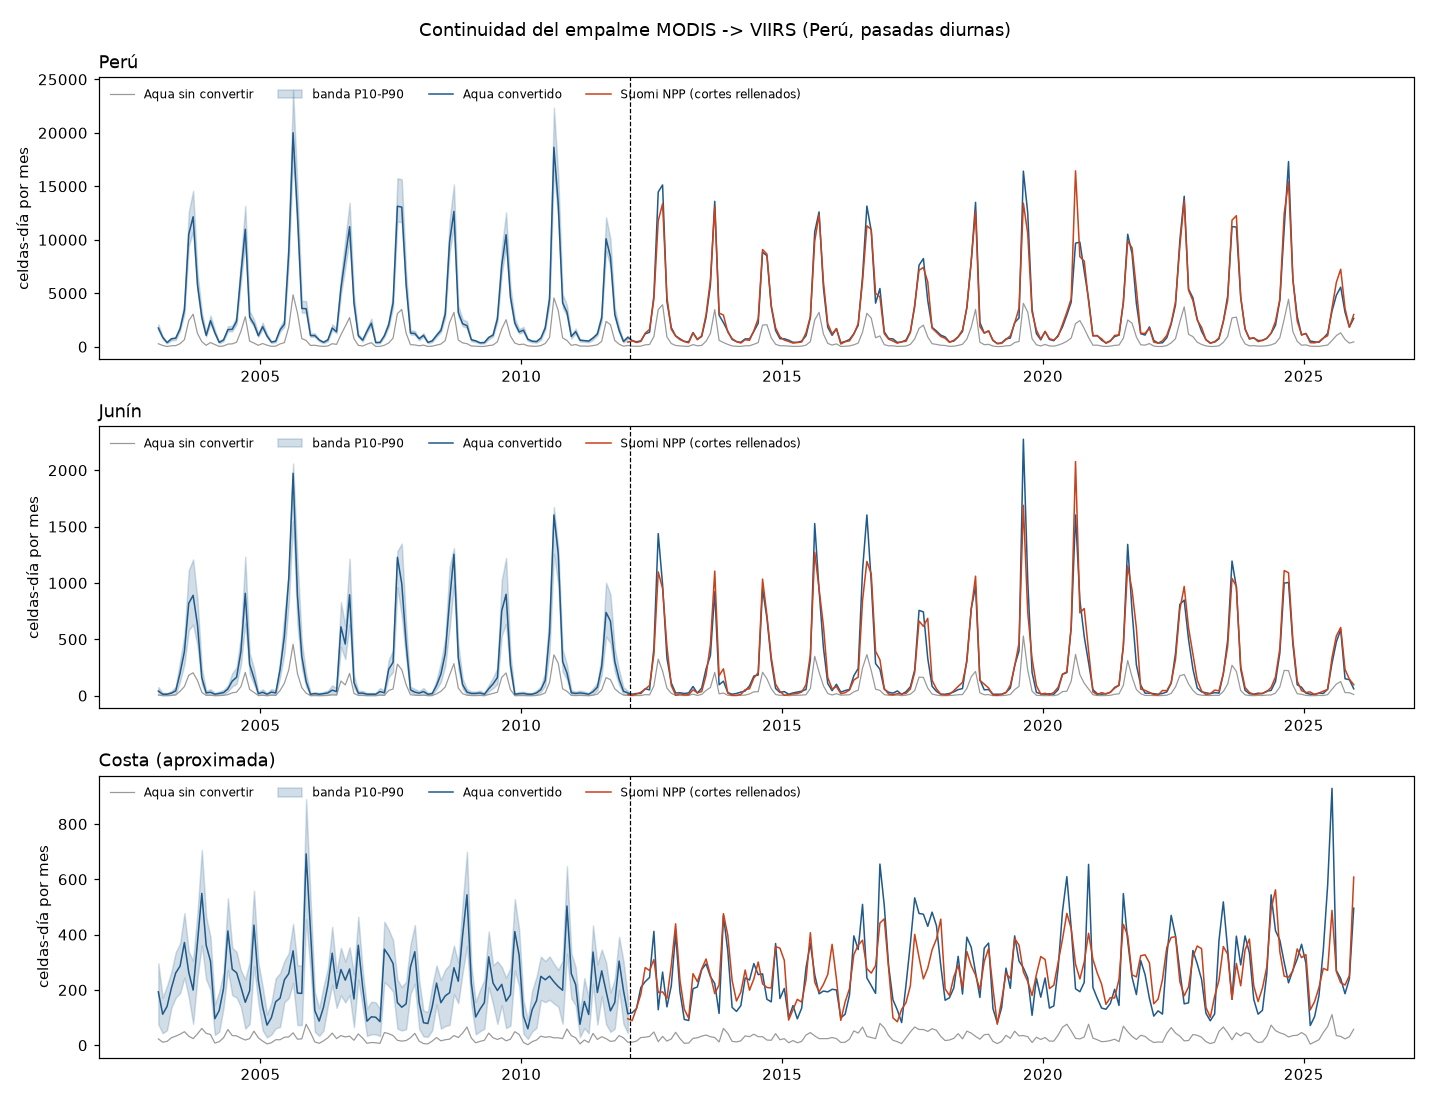 Continuidad del empalme MODIS -> VIIRS (Perú, pasadas diurnas)
Perú
Aqua sin convertir
banda P10-P90
Aqua convertido
Suomi NPP (cortes rellenados)
celdas-día por mes
25000
20000
15000
10000
5000
0
2005
2010
2015
2020
2025
Junín
Aqua sin convertir
banda P10-P90
Aqua convertido
Suomi NPP (cortes rellenados)
celdas-día por mes
2000
1500
1000
500
0
2005
2010
2015
2020
2025
Costa (aproximada)
Aqua sin convertir
banda P10-P90
Aqua convertido
Suomi NPP (cortes rellenados)
celdas-día por mes
800
600
400
200
0
2005
2010
2015
2020
2025